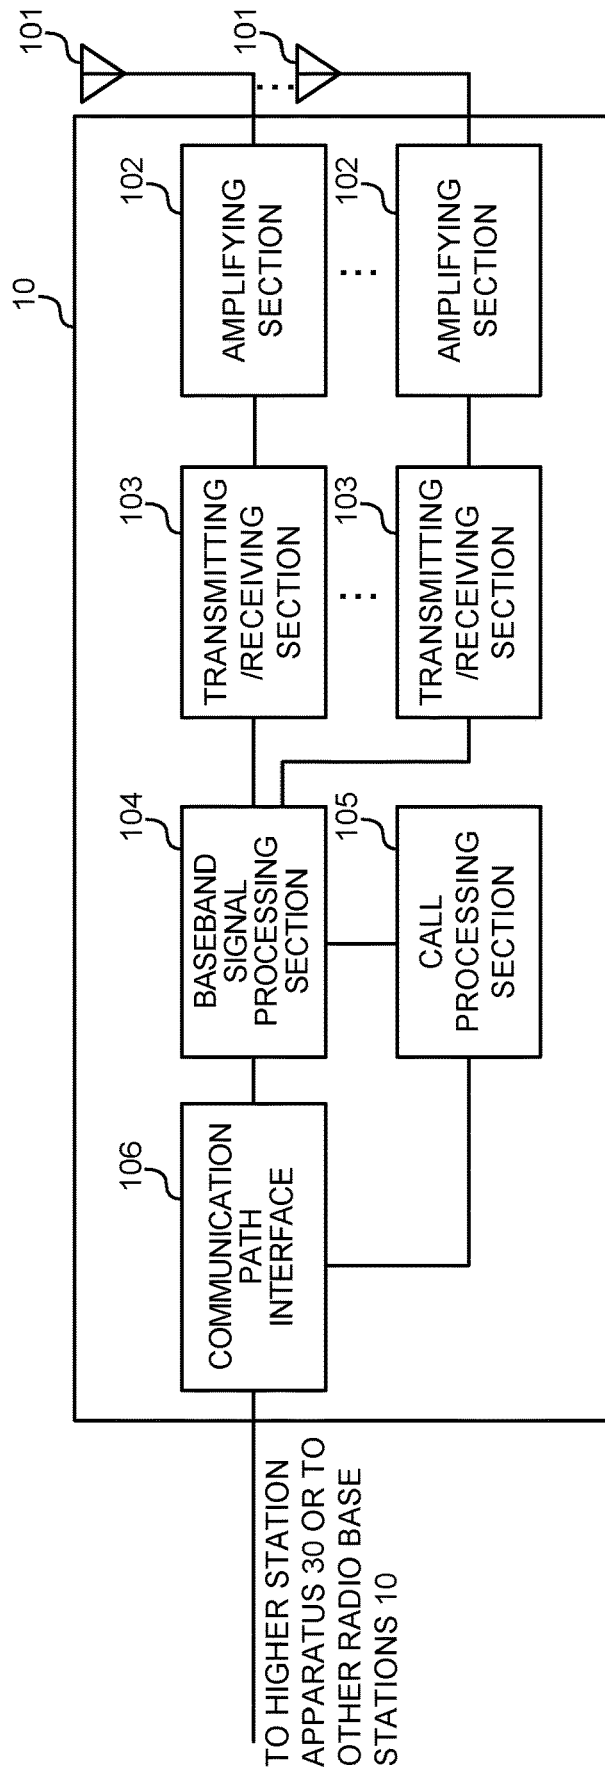 10
101
101
102
AMPLIFYING
SECTION
102
AMPLIFYING
SECTION
...
103
TRANSMITTING
/RECEIVING
SECTION
103
TRANSMITTING
/RECEIVING
SECTION
...
104
BASEBAND
SIGNAL
PROCESSING
SECTION
105
CALL
PROCESSING
SECTION
106
COMMUNICATION
PATH
INTERFACE
TO HIGHER STATION
APPARATUS 30 OR TO
OTHER RADIO BASE
STATIONS 10